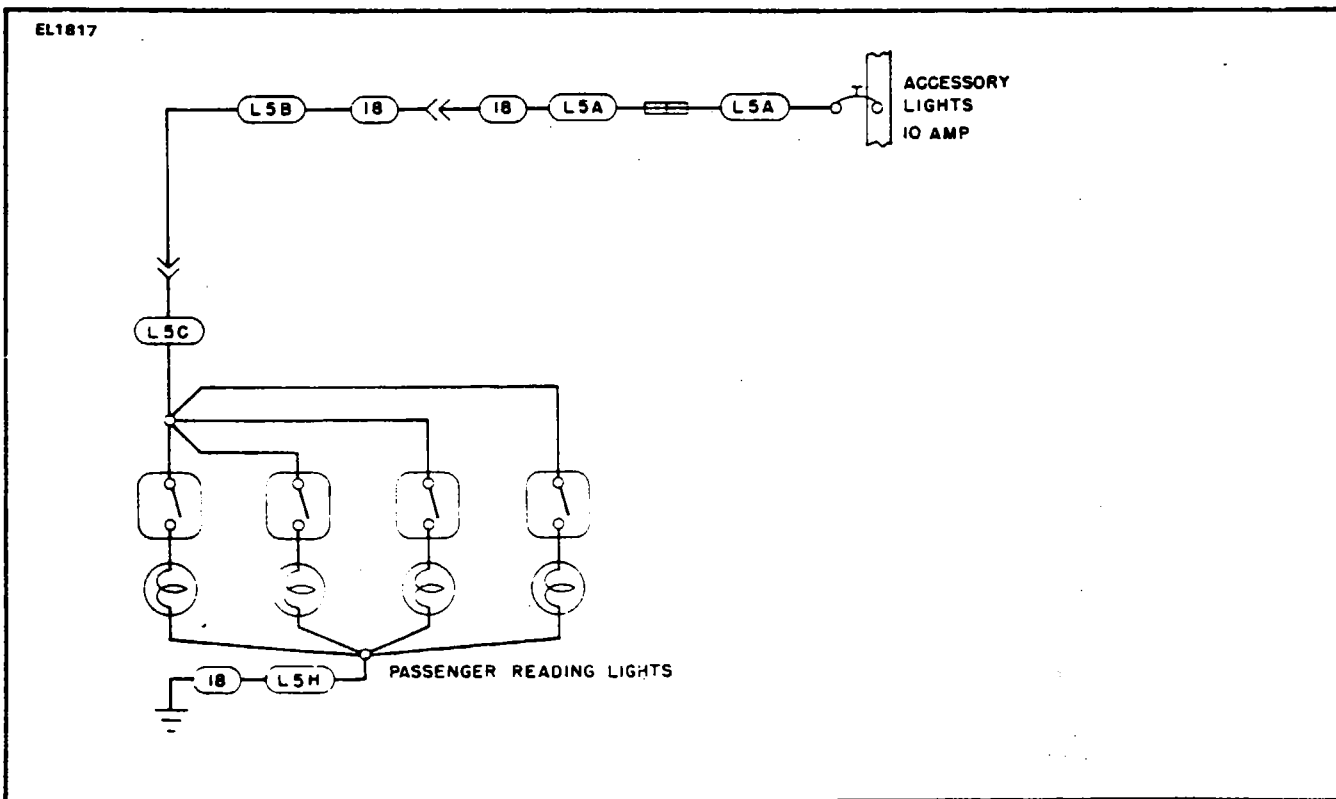 EL1817
L5B 18 18 L5A L5A
ACCESSORY
LIGHTS
10 AMP
L5C
PASSENGER READING LIGHTS
18 L5H